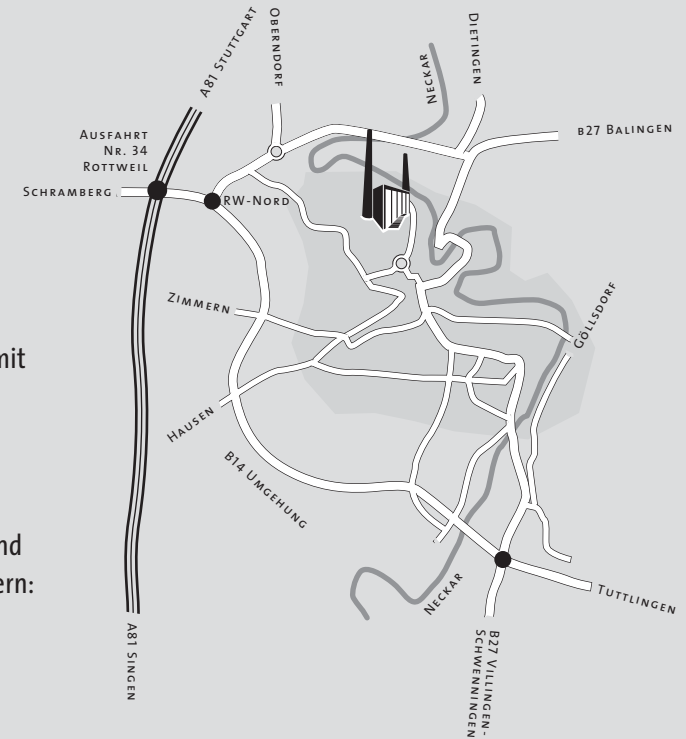 A81 Stuttgart
Oberndorf
Neckar
Dietingen
B27 Balingen
Ausfahrt
Nr. 34
Rottweil
Schramberg
RW-Nord
Zimmern
Göllsdorf
mit
Hausen
B14 Umgehung
nd
ern:
Neckar
Tuttlingen
A81 Singen
B27 Villingen-
Schwenningen